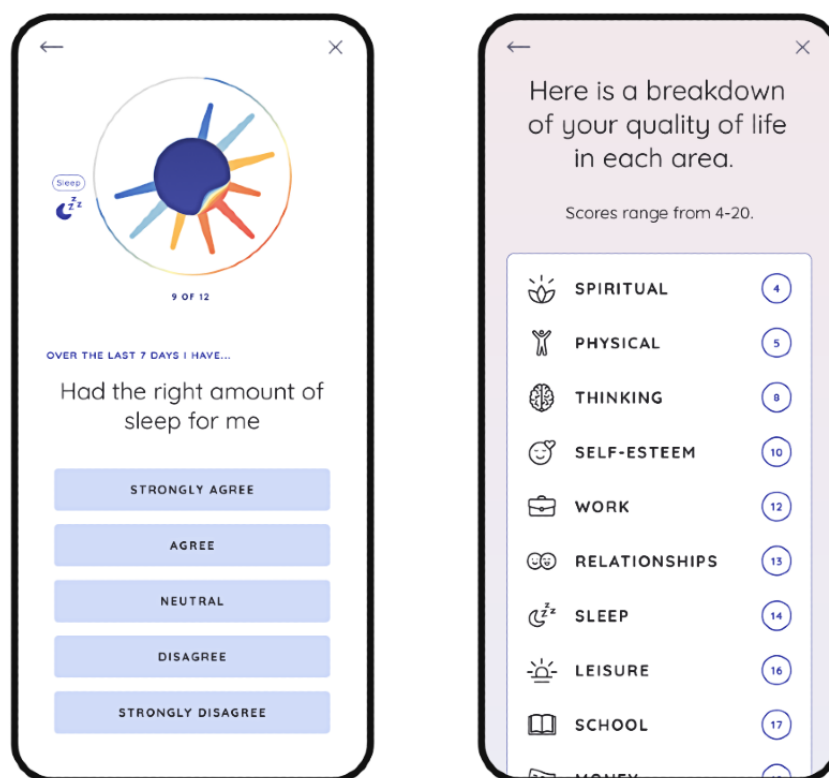 Sleep
9 OF 12
OVER THE LAST 7 DAYS I HAVE...
Had the right amount of
sleep for me
STRONGLY AGREE
AGREE
NEUTRAL
DISAGREE
STRONGLY DISAGREE
Here is a breakdown
of your quality of life
in each area.
Scores range from 4-20.
SPIRITUAL 4
PHYSICAL 5
THINKING 8
SELF-ESTEEM 10
WORK 12
RELATIONSHIPS 13
SLEEP 14
LEISURE 16
SCHOOL 17
MONEY